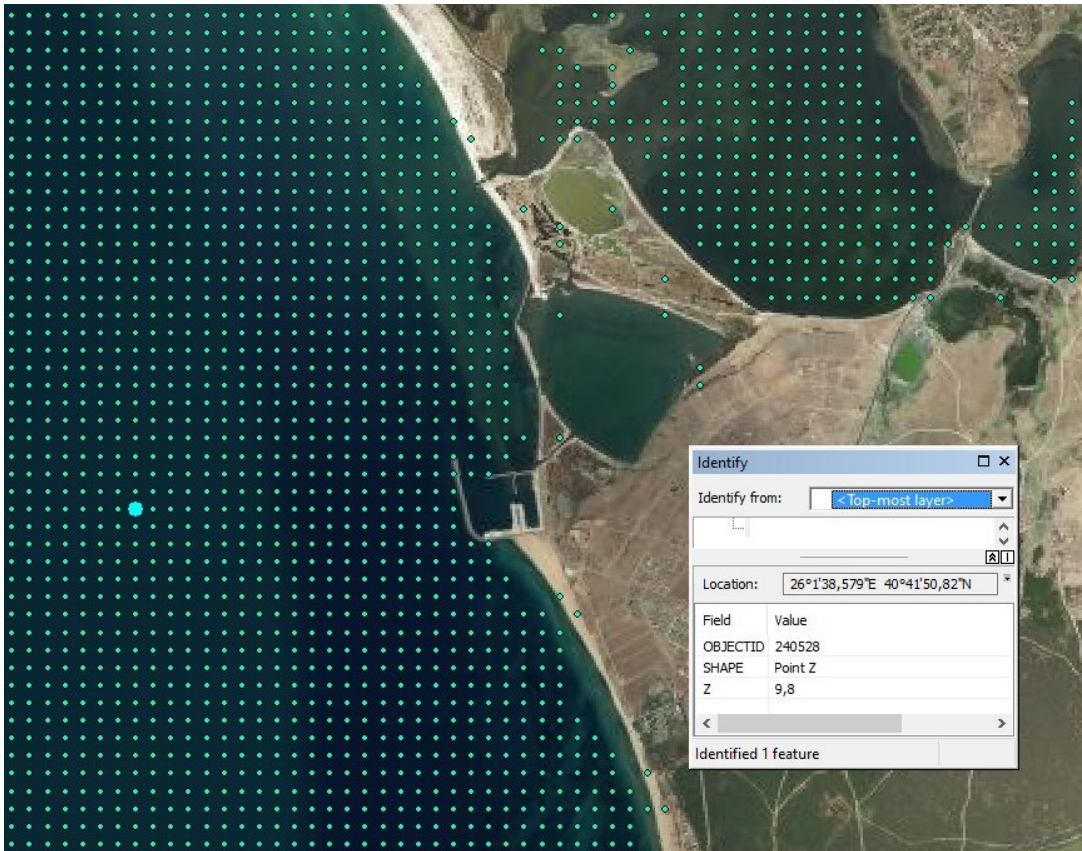 Identify
Identify from: <Top-most layer>
Location: 26°1'38,579"E 40°41'50,82"N
Field Value
OBJECTID 240528
SHAPE Point Z
Z 9,8
Identified 1 feature